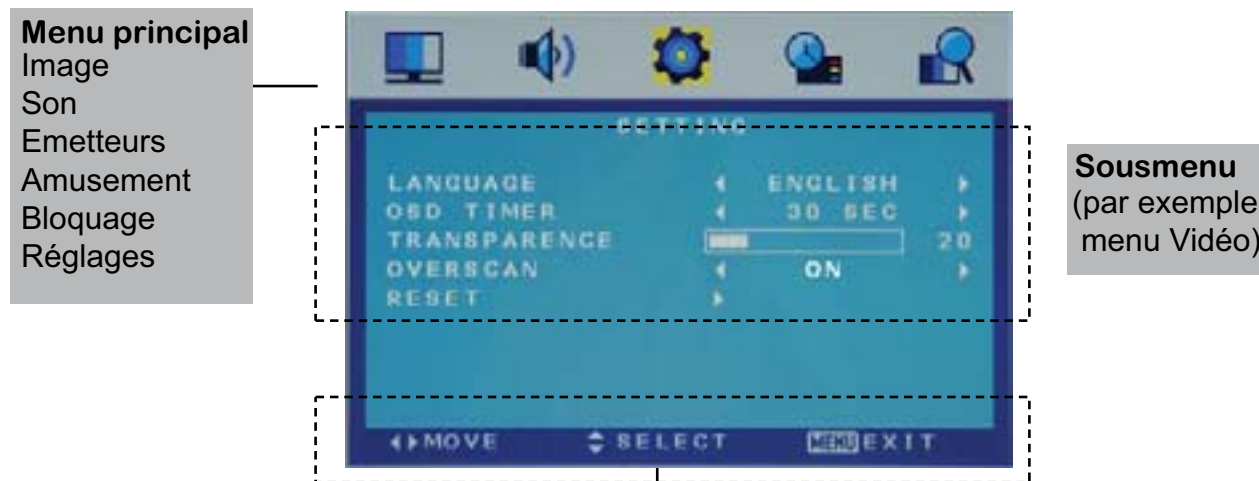 Menu principal
Image
Son
Emetteurs
Amusement
Bloquage
Réglages
SETTING
LANGUAGE ENGLISH
OSD TIMER 30 SEC
TRANSPARENCE 20
OVERSCAN ON
RESET
MOVE SELECT MENU EXIT
Sousmenu
(par exemple
menu Vidéo)